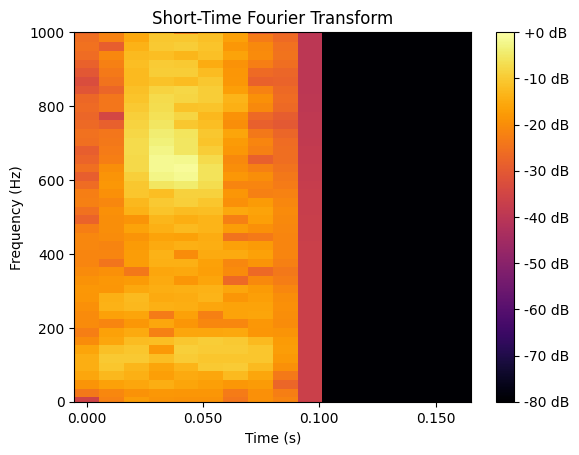 Short-Time Fourier Transform
1000
800
600
400
200
0
Frequency (Hz)
0.000
0.050
0.100
0.150
Time (s)
+0 dB
-10 dB
-20 dB
-30 dB
-40 dB
-50 dB
-60 dB
-70 dB
-80 dB